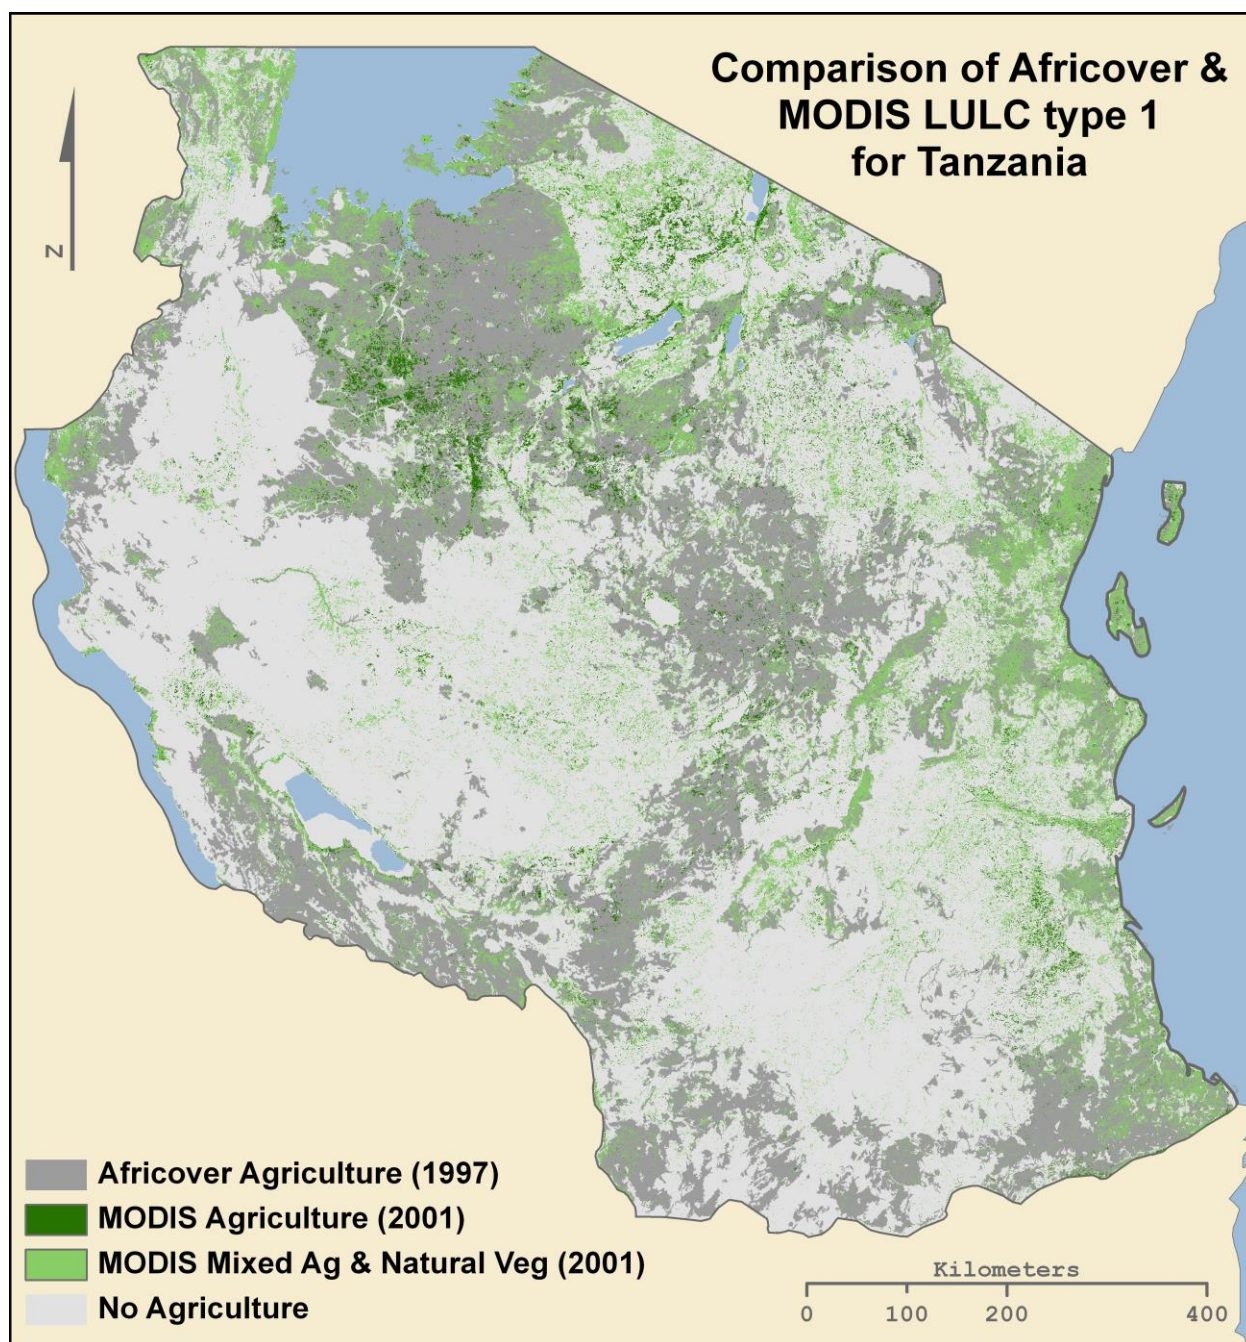 Comparison of Africover &
MODIS LULC type 1
for Tanzania
N
Africover Agriculture (1997)
MODIS Agriculture (2001)
MODIS Mixed Ag & Natural Veg (2001)
No Agriculture
Kilometers
0 100 200 400